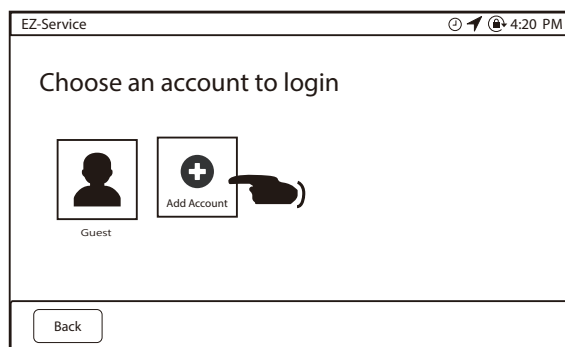 EZ-Service 4:20 PM
Choose an account to login
Add Account
Guest
Back